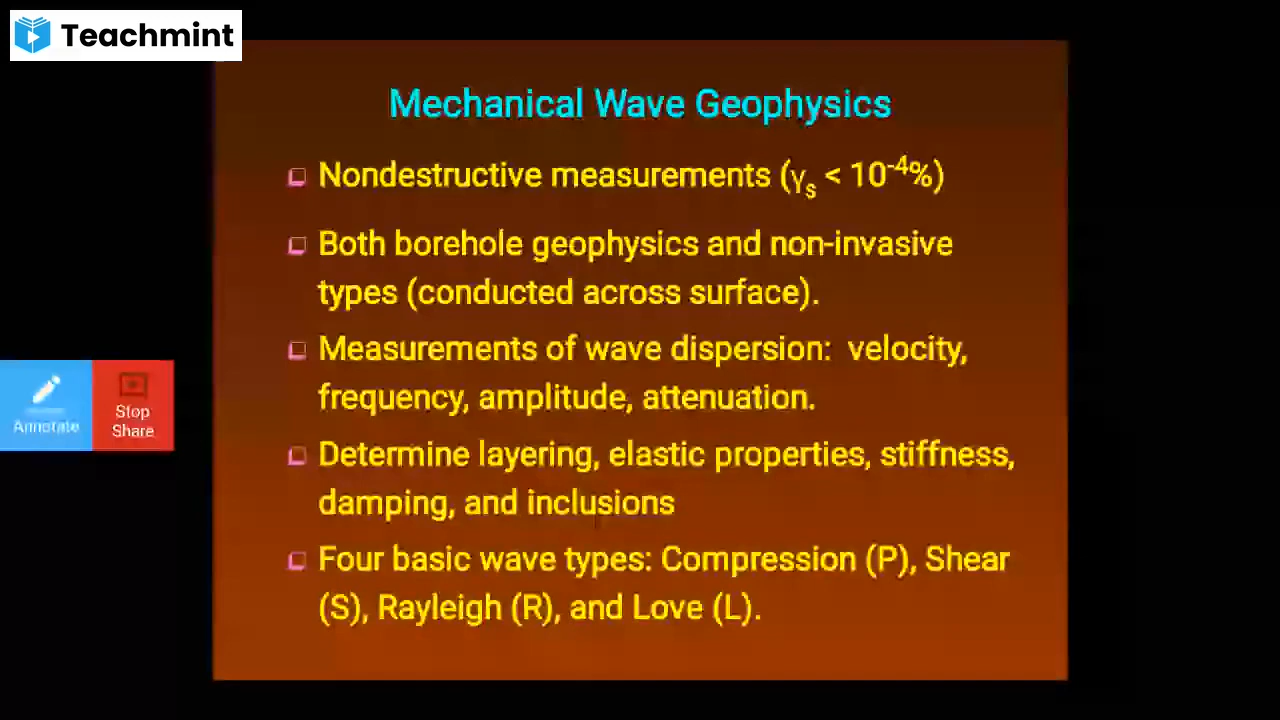 Teachmint
Mechanical Wave Geophysics
Nondestructive measurements (γs < 10-4%)
Both borehole geophysics and non-invasive
types (conducted across surface).
Measurements of wave dispersion: velocity,
frequency, amplitude, attenuation.
Determine layering, elastic properties, stiffness,
damping, and inclusions
Four basic wave types: Compression (P), Shear
(S), Rayleigh (R), and Love (L).
Annotate
Stop
Share